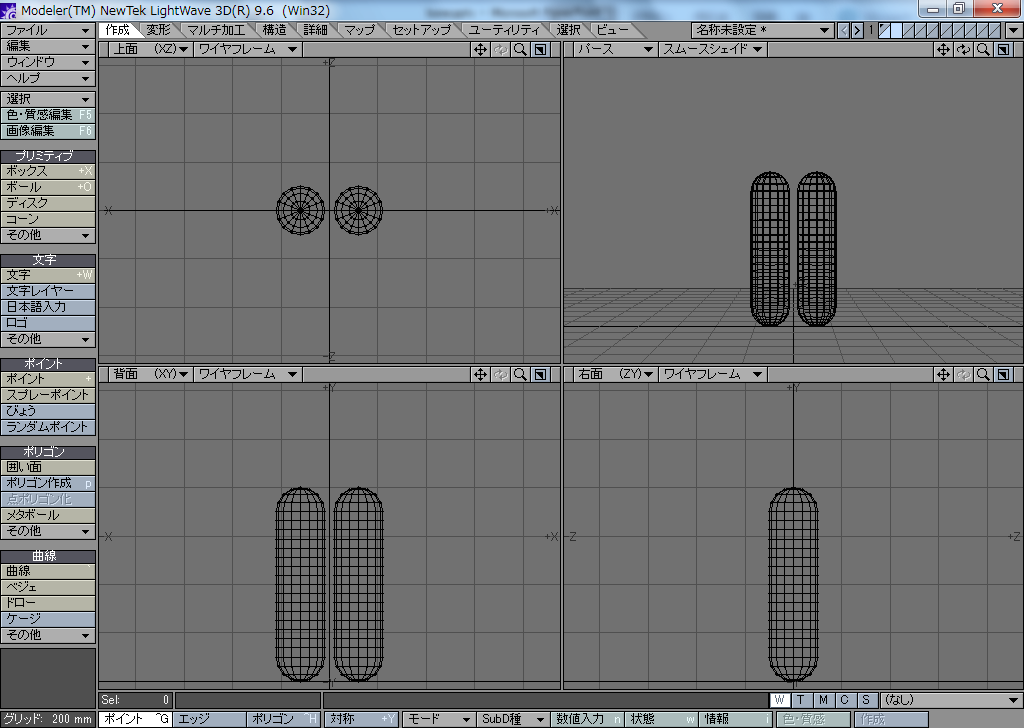 Modeler(TM) NewTek LightWave 3D(R) 9.6 (Win32)
ファイル 作成 変形 マルチ加工 構造 詳細 マップ セットアップ ユーティリティ 選択 ビュー 名称未設定 * < > 1
編集
ウィンドウ
ヘルプ
選択
色・質感編集 F5
画像編集 F6
プリミティブ
ボックス +X
ボール +O
ディスク
コーン
その他
文字
文字 +W
文字レイヤー
日本語入力
ロゴ
その他
ポイント
ポイント +
スプレーポイント
びょう
ランダムポイント
ポリゴン
囲い面
ポリゴン作成 p
点ポリゴン化
メタボール
その他
曲線
曲線
ベジェ
ドロー
ケージ
その他
上面 (XZ) ワイヤフレーム
+Z
-X +X
-Z
パース スムースシェイド
背面 (XY) ワイヤフレーム
+Y
-X +X
-Y
右面 (ZY) ワイヤフレーム
+Y
-Z +Z
Sel: 0 W T M C S (なし)
グリッド: 200 mm ポイント ^G エッジ ポリゴン ^H 対称 +Y モード SubD種 数値入力 n 状態 w 情報 i 色・質感 作成